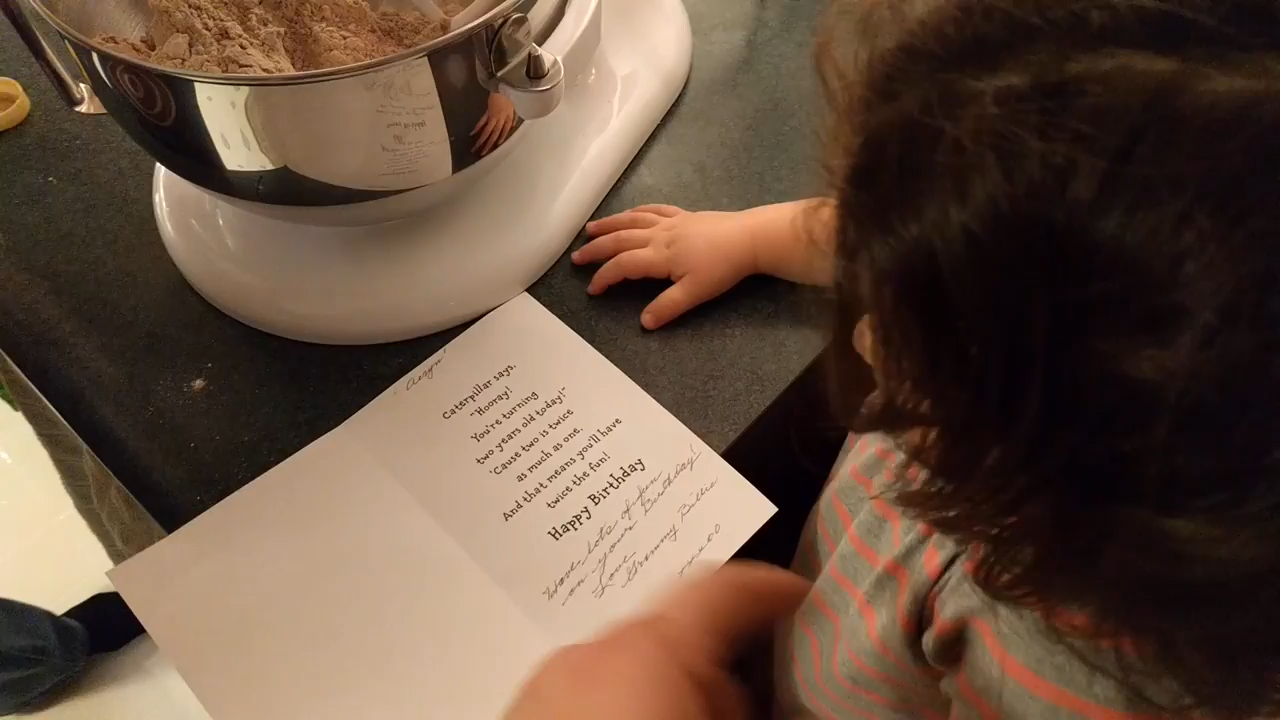 "Aeryn"
Caterpillar says,
"Hooray!
You're turning
two years old today!"
'Cause two is twice
as much as one.
And that means you'll have
twice the fun!
Happy Birthday
Have lots of fun
on your Birthday!
Love
Grammy Billie